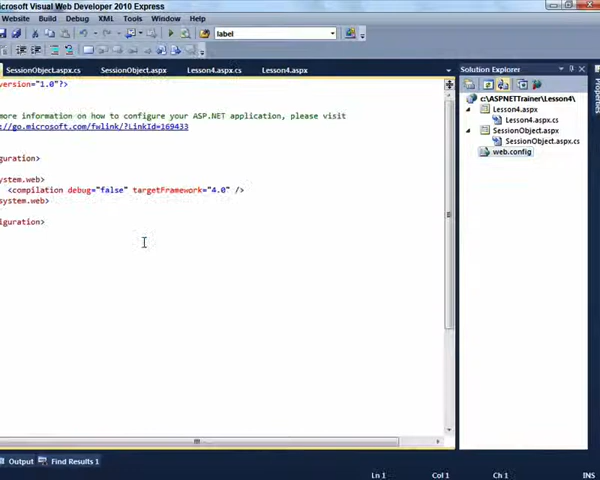 icrosoft Visual Web Developer 2010 Express
Website Build Debug XML Tools Window Help
label
SessionObject.aspx.cs SessionObject.aspx Lesson4.aspx.cs Lesson4.aspx
version="1.0"?>
more information on how to configure your ASP.NET application, please visit
://go.microsoft.com/fwlink/?LinkId=169433
guration>
system.web>
<compilation debug="false" targetFramework="4.0" />
system.web>
iguration>
Solution Explorer
c:\ASPNETTrainer\Lesson4\
Lesson4.aspx
Lesson4.aspx.cs
SessionObject.aspx
SessionObject.aspx.cs
web.config
Properties
Output Find Results 1
Ln 1 Col 1 Ch 1 INS